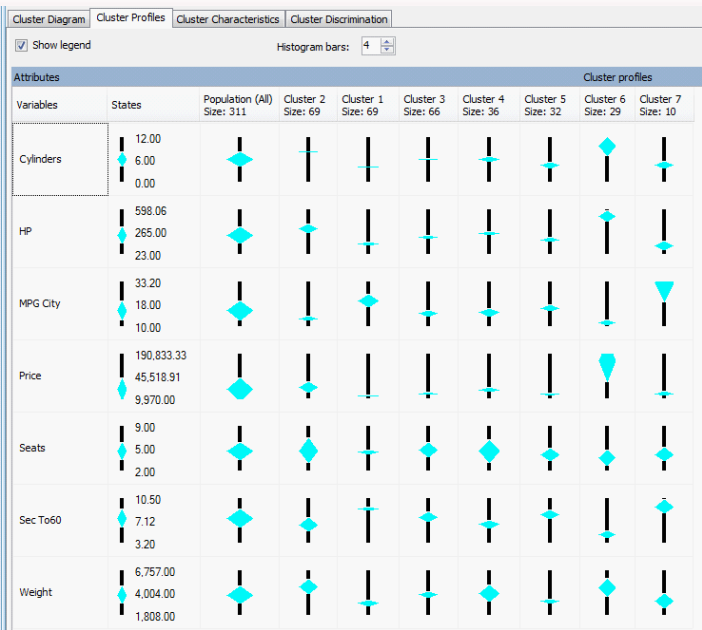 Cluster Diagram Cluster Profiles Cluster Characteristics Cluster Discrimination
Show legend Histogram bars: 4
Attributes Cluster profiles
Variables States Population (All) Cluster 2 Cluster 1 Cluster 3 Cluster 4 Cluster 5 Cluster 6 Cluster 7
Size: 311 Size: 69 Size: 69 Size: 66 Size: 36 Size: 32 Size: 29 Size: 10
12.00
Cylinders 6.00
0.00
598.06
HP 265.00
23.00
33.20
MPG City 18.00
10.00
190,833.33
Price 45,518.91
9,970.00
9.00
Seats 5.00
2.00
10.50
Sec To60 7.12
3.20
6,757.00
Weight 4,004.00
1,808.00